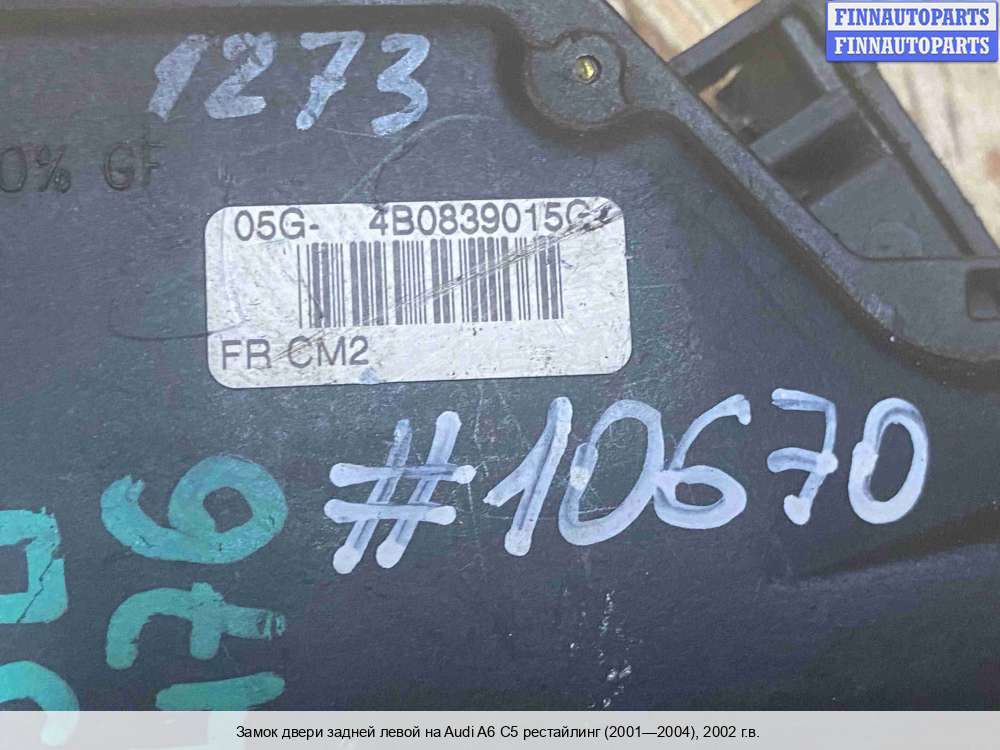 FINNAUTOPARTS
FINNAUTOPARTS
1273
0% GF
05G- 4B0839015G
FR CM2
#10670
Замок двери задней левой на Audi A6 C5 рестайлинг (2001—2004), 2002 г.в.